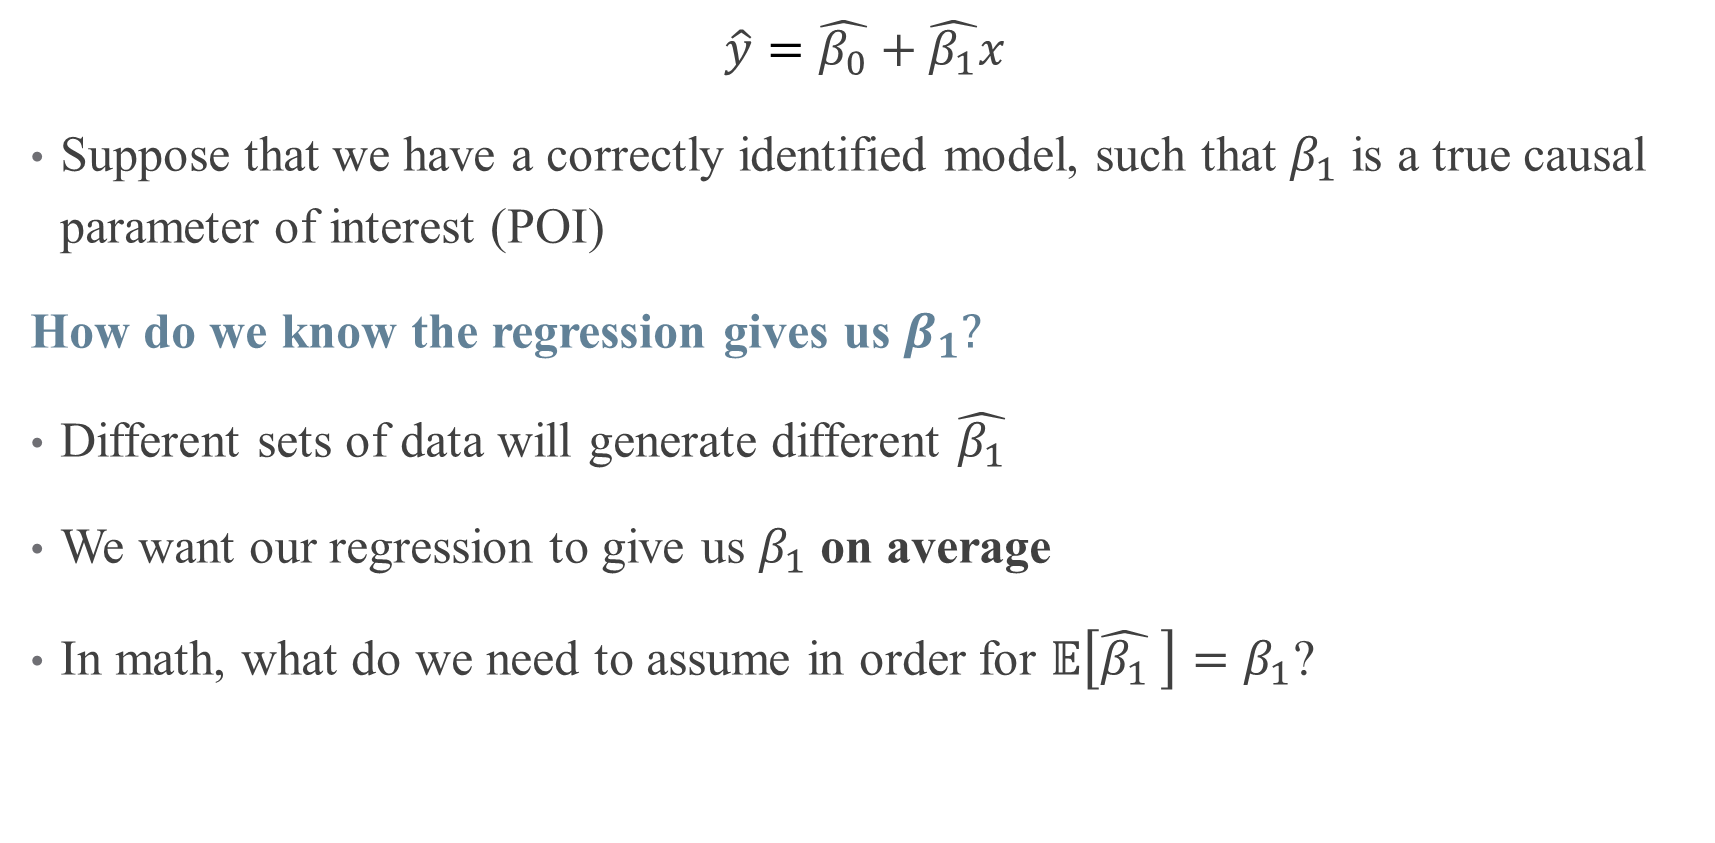 ŷ = β̂₀ + β̂₁x
• Suppose that we have a correctly identified model, such that β₁ is a true causal
parameter of interest (POI)
How do we know the regression gives us β₁?
• Different sets of data will generate different β̂₁
• We want our regression to give us β₁ on average
• In math, what do we need to assume in order for 𝔼[β̂₁ ] = β₁?